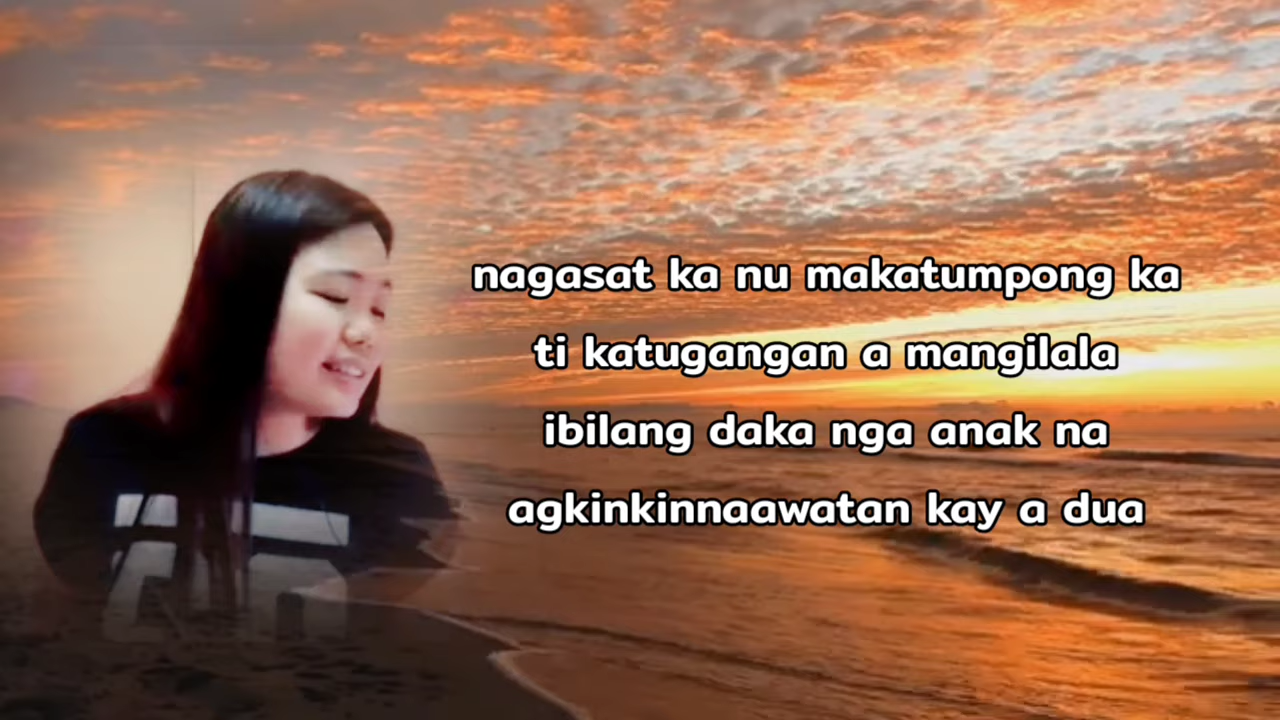 nagasat ka nu makatumpong ka
ti katugangan a mangilala
ibilang daka nga anak na
agkinkinnaawatan kay a dua